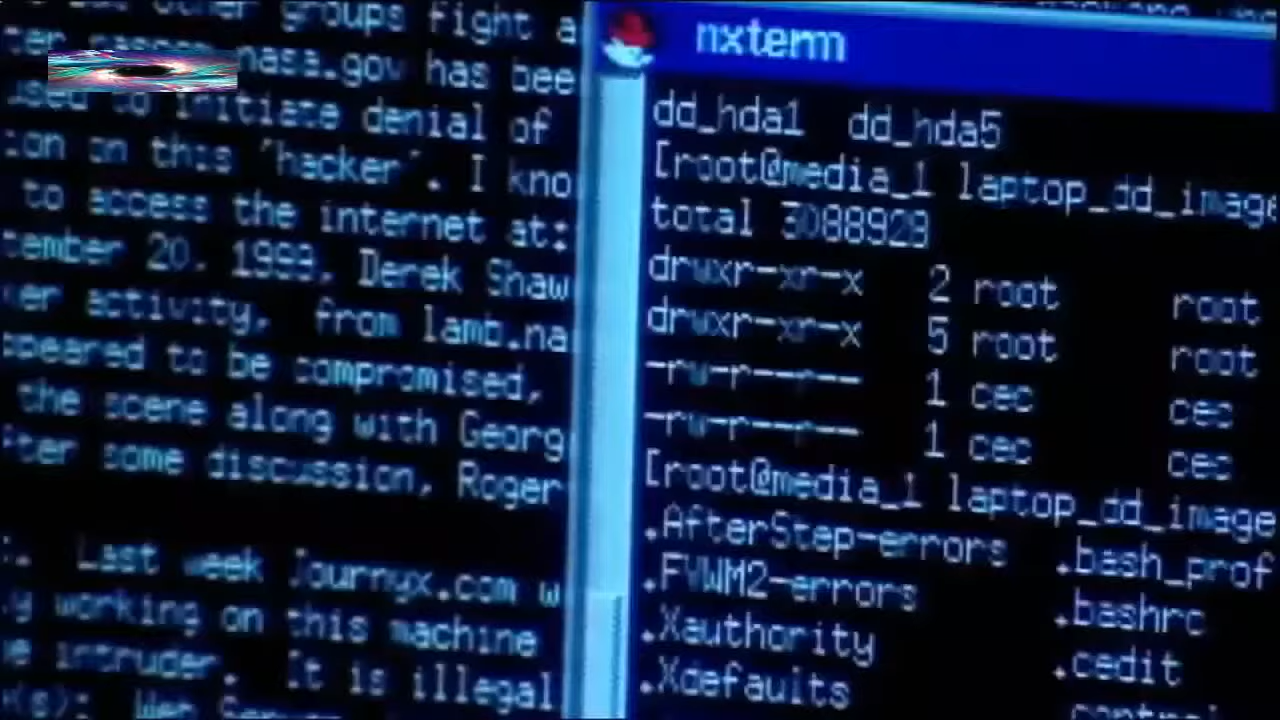 other groups fight a
nasa.gov has bee
used to initiate denial of
ion on this 'hacker'. I kno
to access the internet at:
tember 20, 1999, Derek Shaw
er activity, from lamb.na
ppeared to be compromised,
the scene along with Georg
fter some discussion, Roger
Last week Journyx.com w
y working on this machine
e intruder. It is illegal
(s): Web Server
nxterm
dd_hda1 dd_hda5
[root@media_1 laptop_dd_image
total 3088929
drwxr-xr-x 2 root root
drwxr-xr-x 5 root root
-rw-r--r-- 1 cec cec
-rw-r--r-- 1 cec cec
[root@media_1 laptop_dd_image
.AfterStep-errors .bash_prof
.FVWM2-errors .bashrc
.Xauthority .cedit
.Xdefaults control